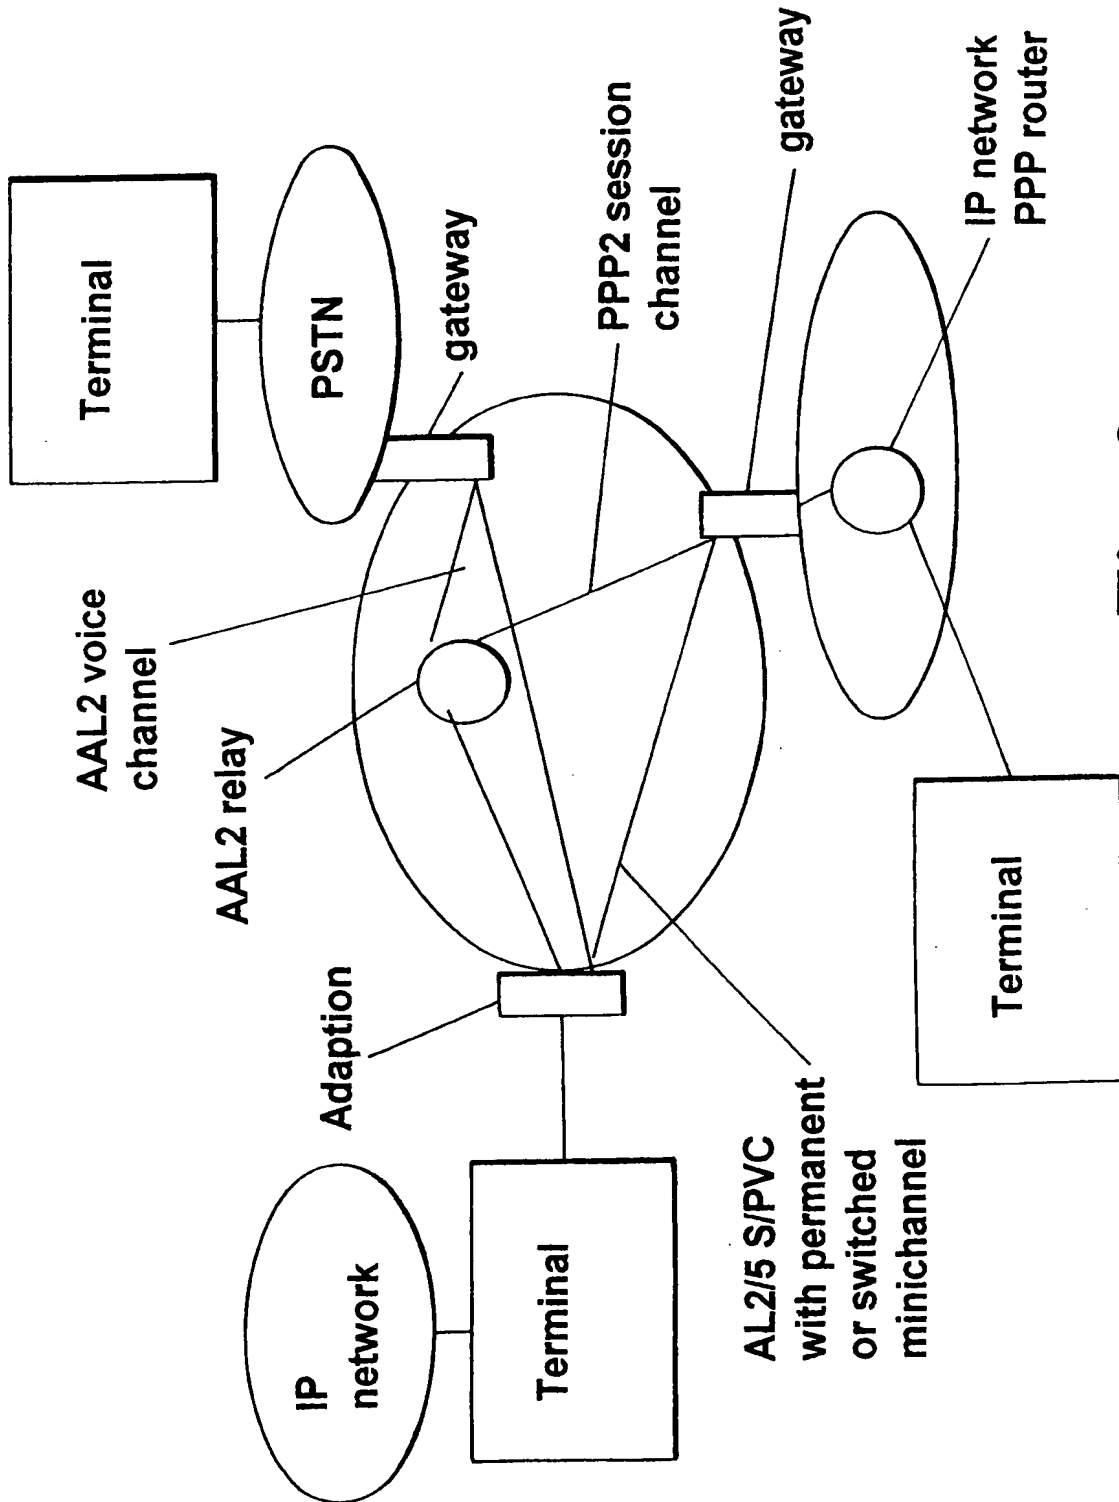 Terminal
PSTN
gateway
AAL2 voice
channel
AAL2 relay
PPP2 session
channel
gateway
IP network
PPP router
Adaption
IP
network
Terminal
AL2/5 S/PVC
with permanent
or switched
minichannel
Terminal